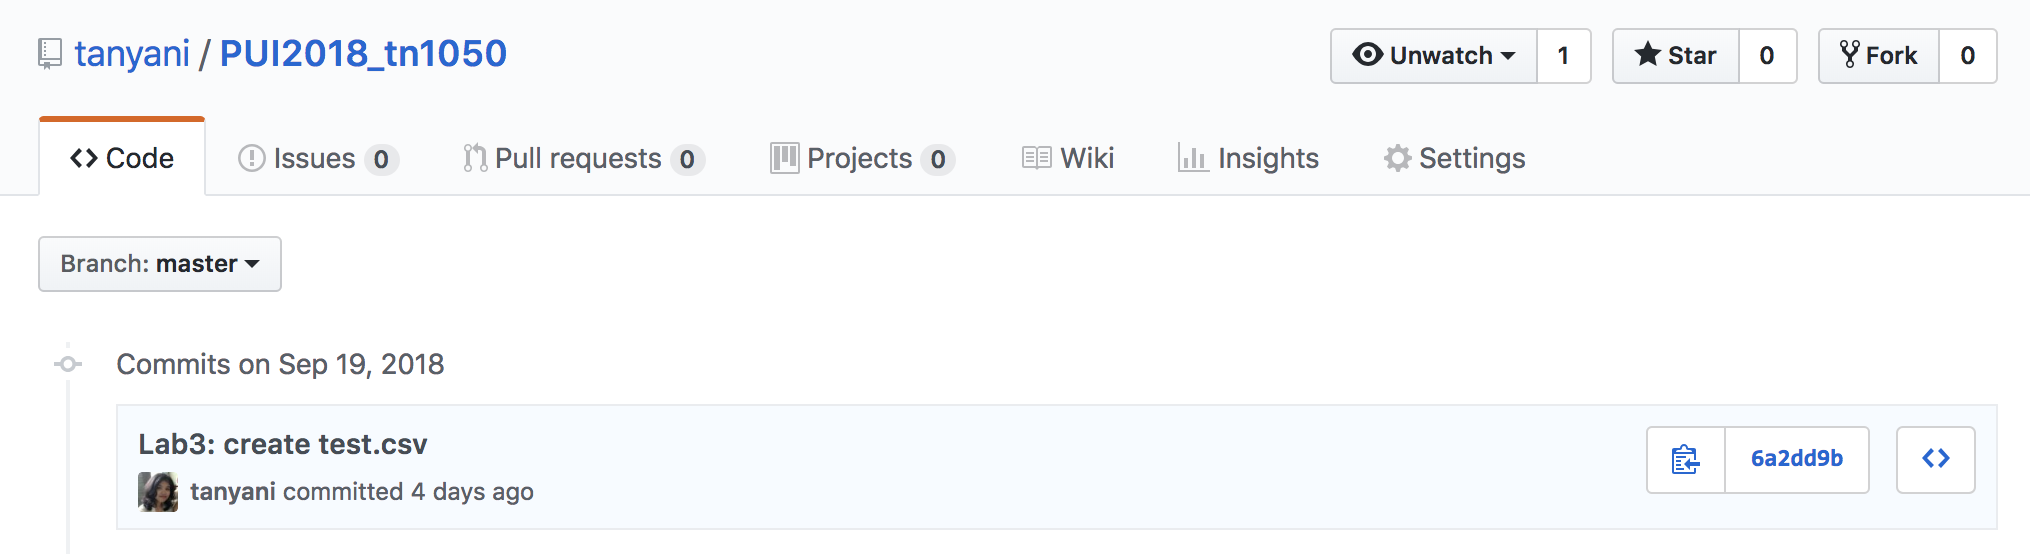 tanyani / PUI2018_tn1050
Unwatch 1 Star 0 Fork 0
Code Issues 0 Pull requests 0 Projects 0 Wiki Insights Settings
Branch: master
Commits on Sep 19, 2018
Lab3: create test.csv
6a2dd9b
tanyani committed 4 days ago